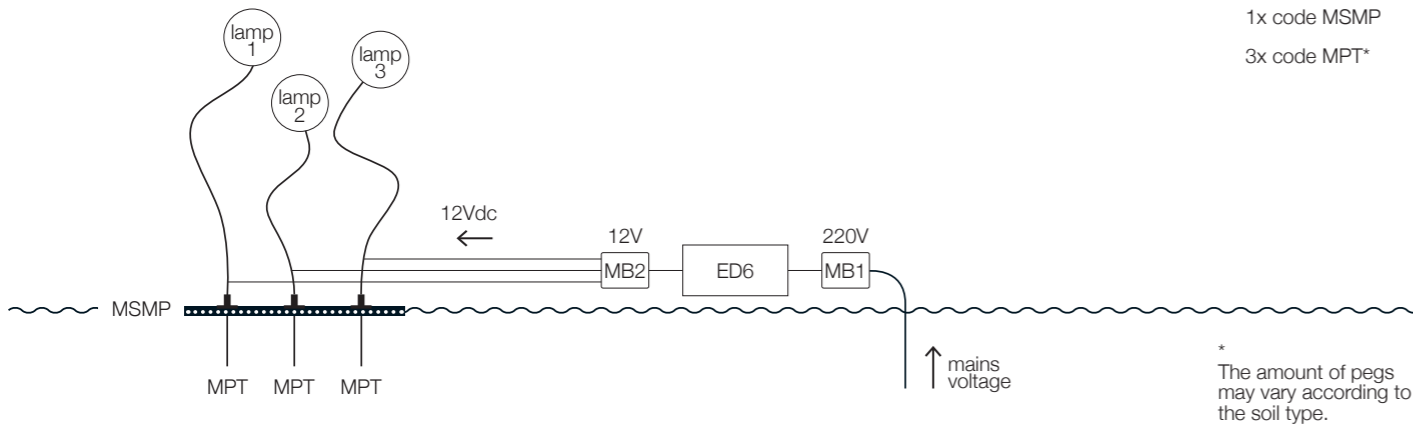 1x code MSMP
3x code MPT*
lamp
1
lamp
2
lamp
3
12Vdc
12V
220V
MB2
ED6
MB1
MSMP
MPT
MPT
MPT
mains
voltage
*
The amount of pegs
may vary according to
the soil type.